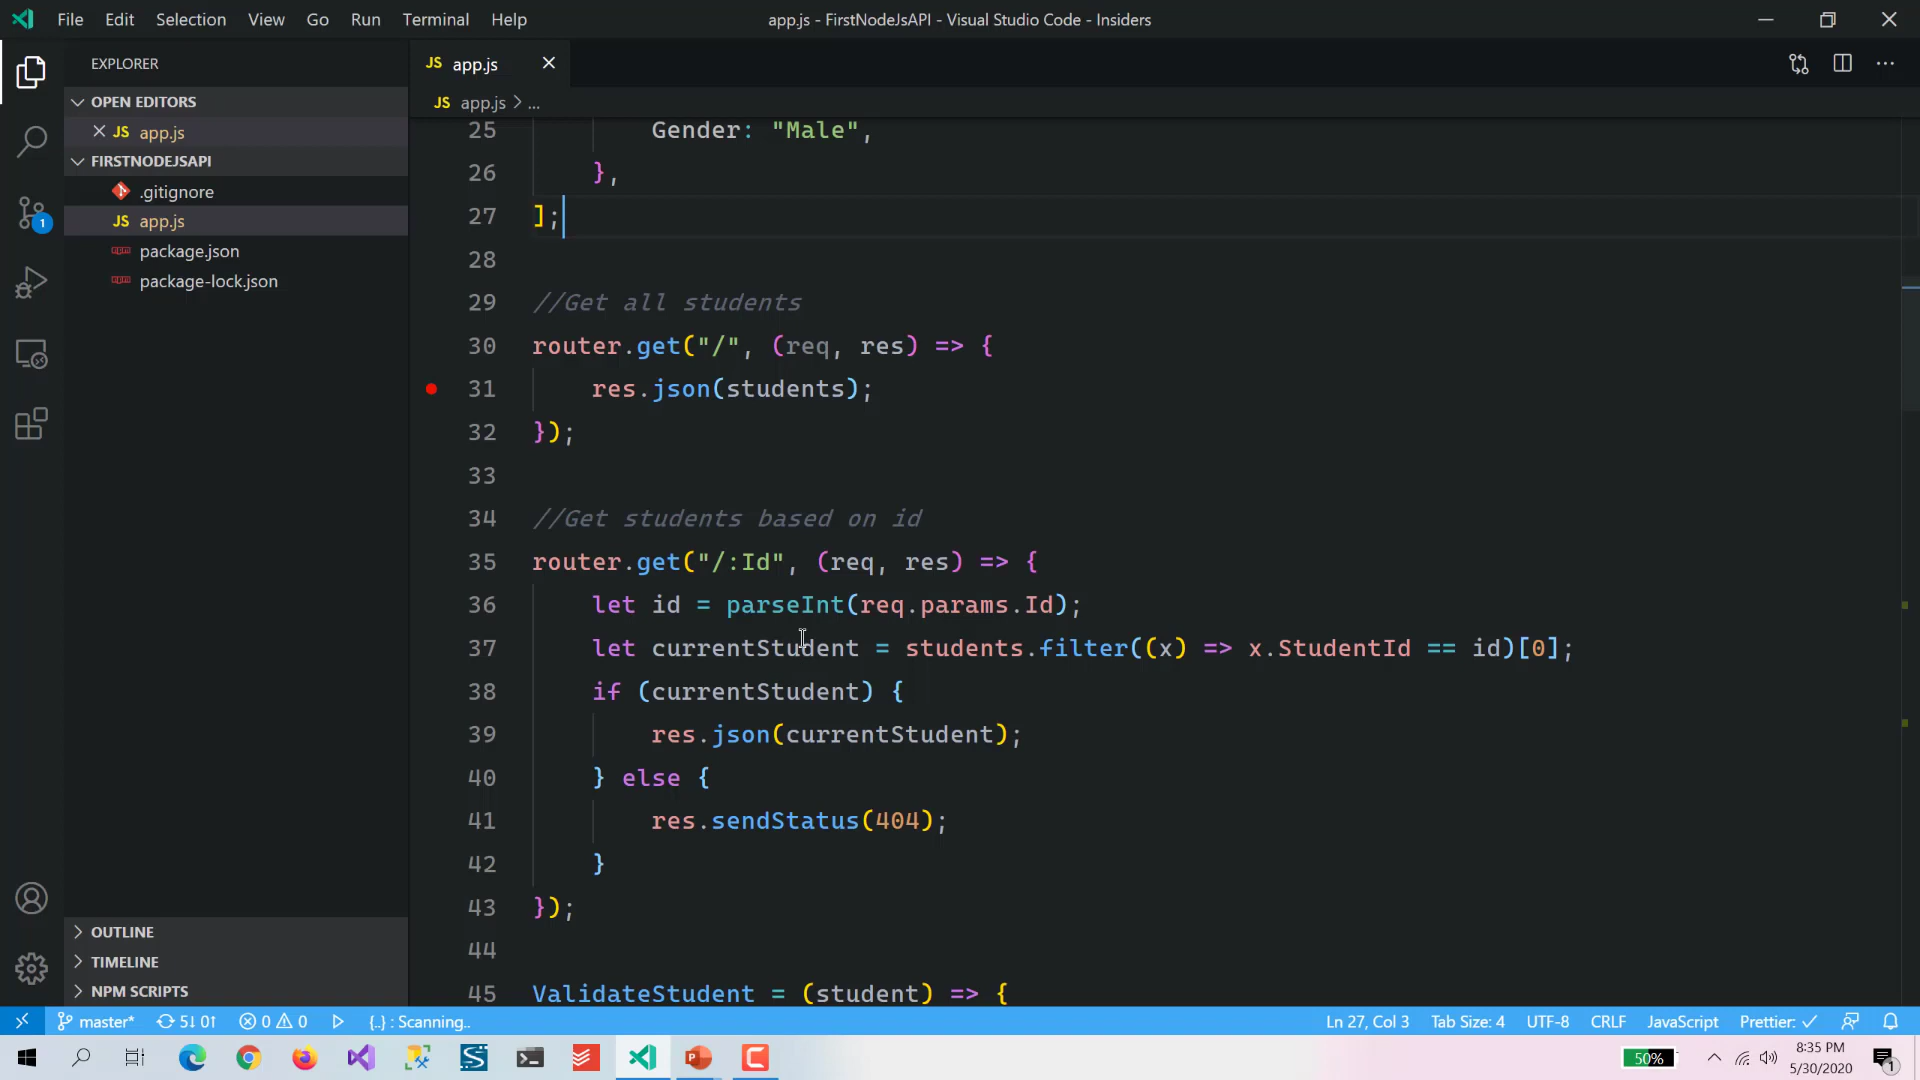 File Edit Selection View Go Run Terminal Help app.js - FirstNodeJsAPI - Visual Studio Code - Insiders
EXPLORER
OPEN EDITORS
JS app.js
FIRSTNODEJSAPI
.gitignore
JS app.js
package.json
package-lock.json
OUTLINE
TIMELINE
NPM SCRIPTS
1
JS app.js
JS app.js > ...
25 Gender: "Male",
26 },
27 ];
28
29 //Get all students
30 router.get("/", (req, res) => {
31 res.json(students);
32 });
33
34 //Get students based on id
35 router.get("/:Id", (req, res) => {
36 let id = parseInt(req.params.Id);
37 let currentStudent = students.filter((x) => x.StudentId == id)[0];
38 if (currentStudent) {
39 res.json(currentStudent);
40 } else {
41 res.sendStatus(404);
42 }
43 });
44
45 ValidateStudent = (student) => {
master* 5↓ 0↑ 0 0 {..} : Scanning.. Ln 27, Col 3 Tab Size: 4 UTF-8 CRLF JavaScript Prettier: ✓
50% 8:35 PM
5/30/2020 1